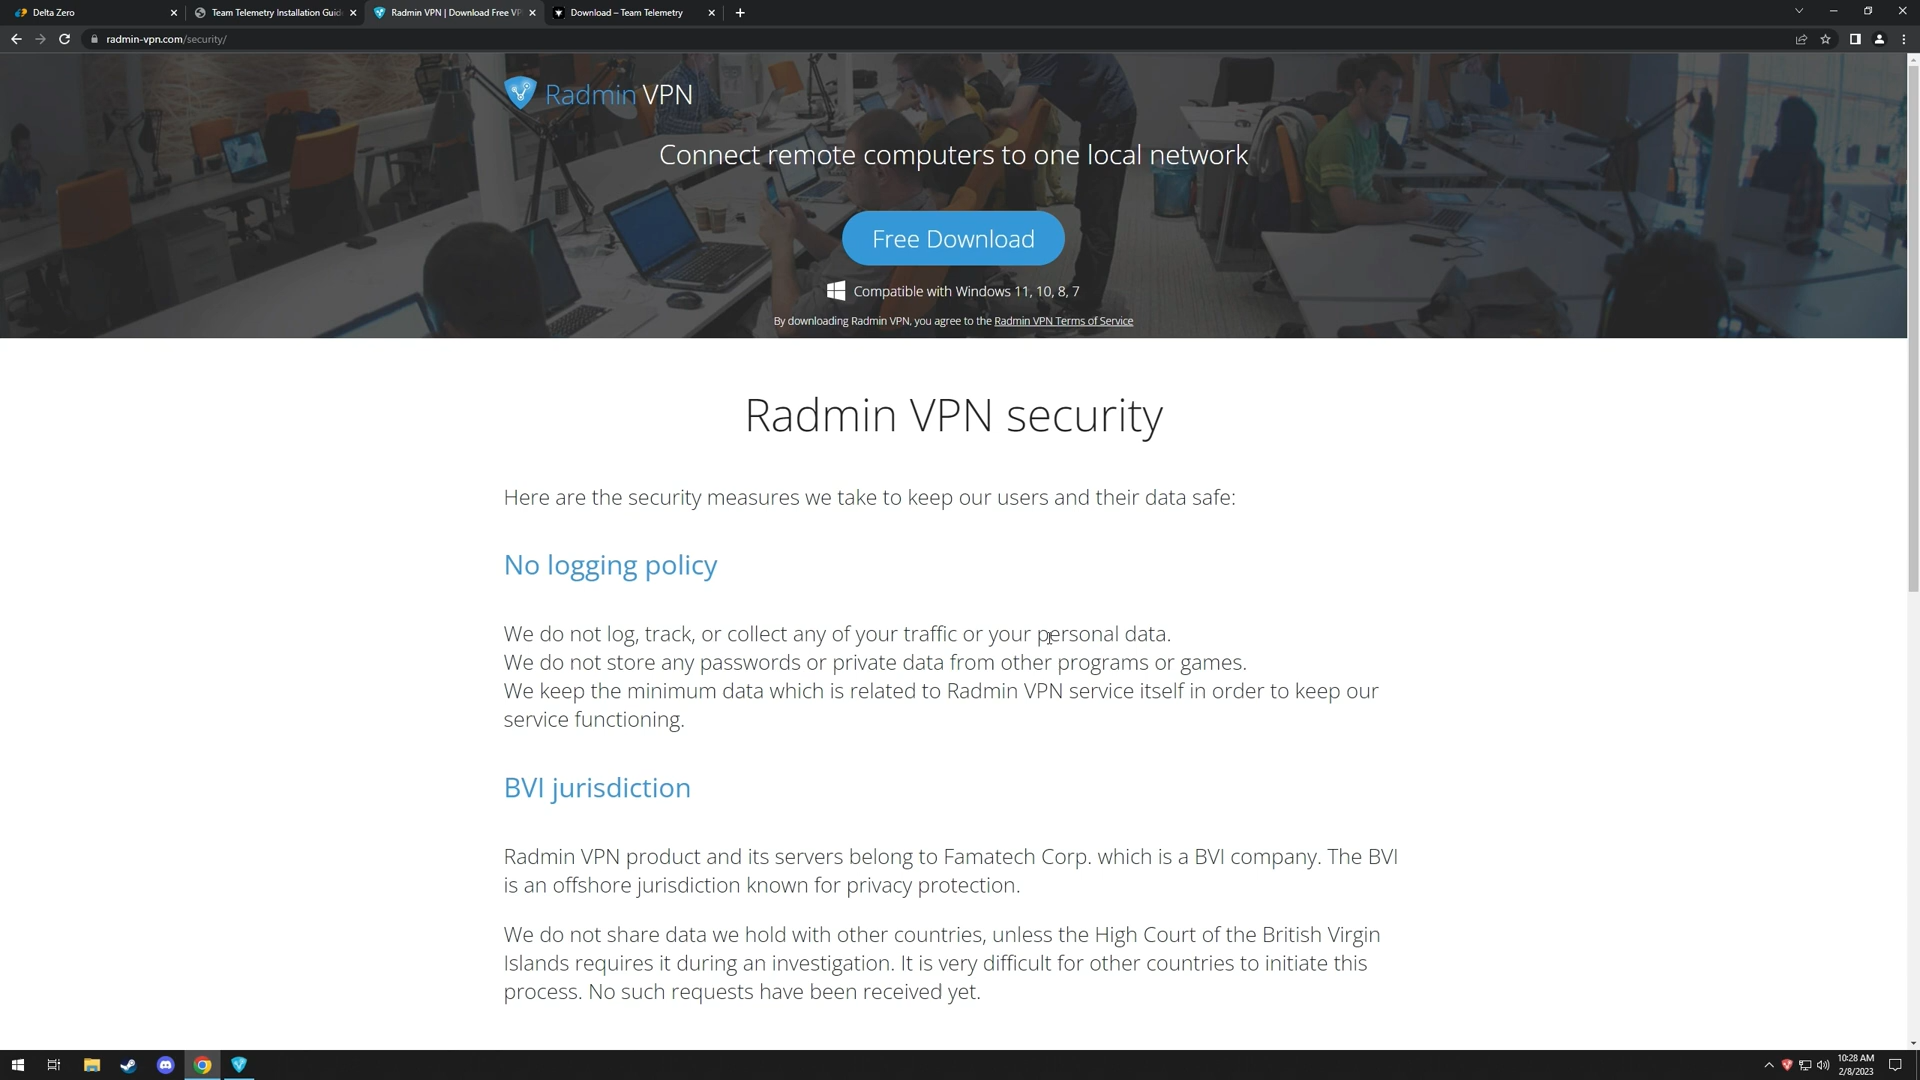 Delta Zero
Team Telemetry Installation Guid
Radmin VPN | Download Free VP
Download – Team Telemetry
radmin-vpn.com/security/
Radmin VPN
Connect remote computers to one local network
Free Download
Compatible with Windows 11, 10, 8, 7
By downloading Radmin VPN, you agree to the Radmin VPN Terms of Service
Radmin VPN security
Here are the security measures we take to keep our users and their data safe:
No logging policy
We do not log, track, or collect any of your traffic or your personal data.
We do not store any passwords or private data from other programs or games.
We keep the minimum data which is related to Radmin VPN service itself in order to keep our
service functioning.
BVI jurisdiction
Radmin VPN product and its servers belong to Famatech Corp. which is a BVI company. The BVI
is an offshore jurisdiction known for privacy protection.
We do not share data we hold with other countries, unless the High Court of the British Virgin
Islands requires it during an investigation. It is very difficult for other countries to initiate this
process. No such requests have been received yet.
10:28 AM
2/8/2023